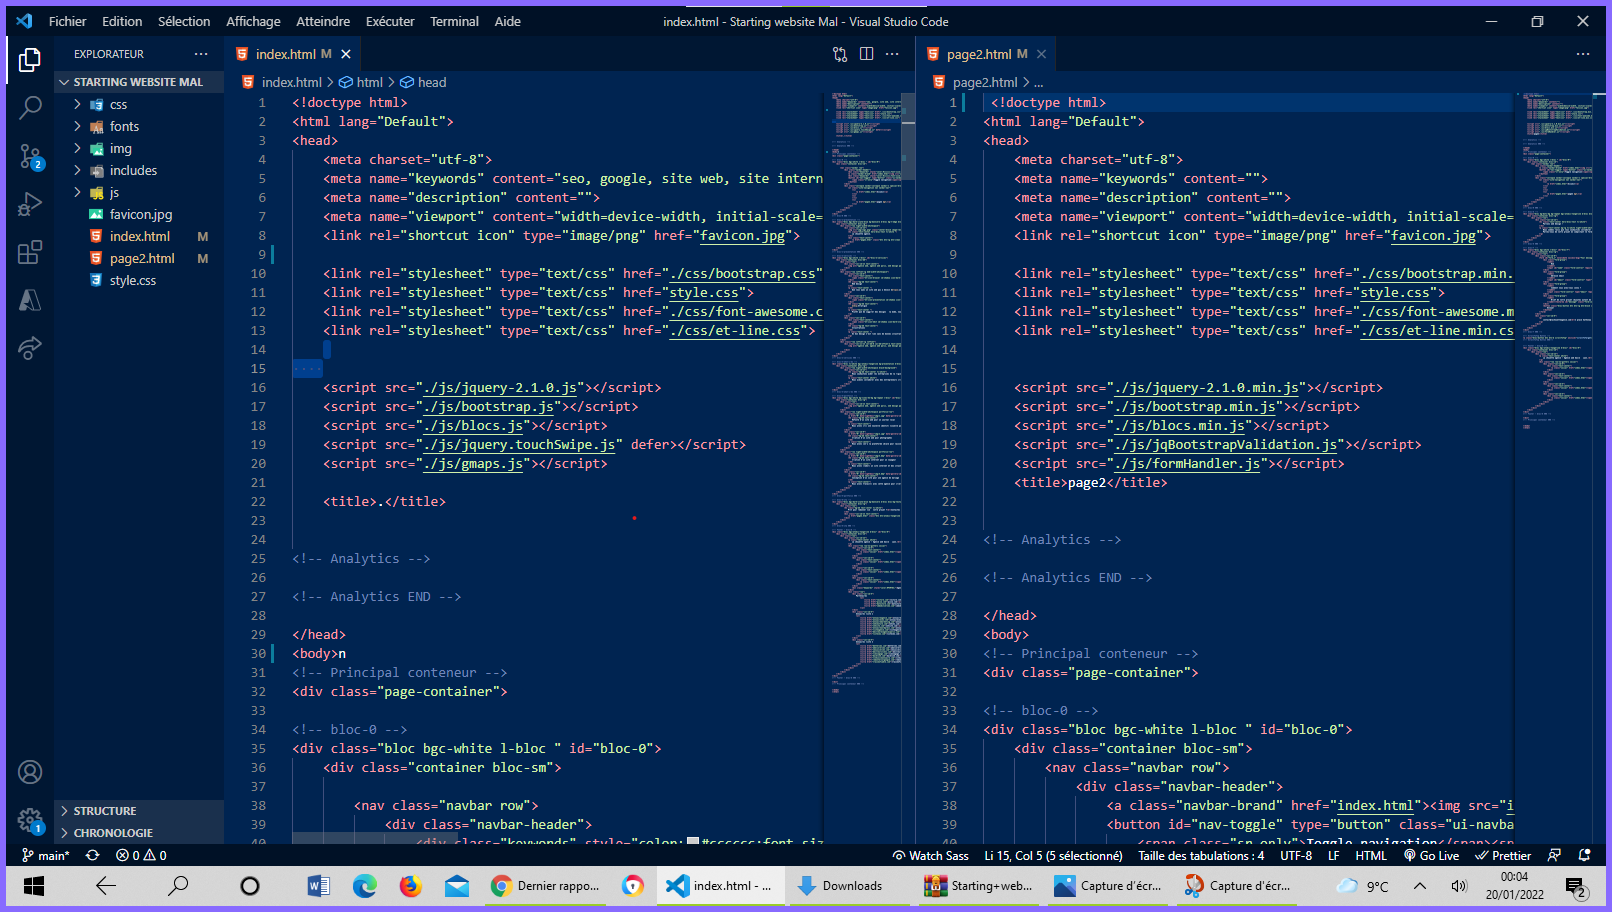 Fichier Edition Sélection Affichage Atteindre Exécuter Terminal Aide
index.html - Starting website Mal - Visual Studio Code
EXPLORATEUR
STARTING WEBSITE MAL
css
fonts
img
includes
js
favicon.jpg
index.html M
page2.html M
style.css
STRUCTURE
CHRONOLOGIE
2
1
index.html M
index.html > html > head
1 <!doctype html>
2 <html lang="Default">
3 <head>
4 <meta charset="utf-8">
5 <meta name="keywords" content="seo, google, site web, site intern
6 <meta name="description" content="">
7 <meta name="viewport" content="width=device-width, initial-scale=
8 <link rel="shortcut icon" type="image/png" href="favicon.jpg">
9
10 <link rel="stylesheet" type="text/css" href="./css/bootstrap.css"
11 <link rel="stylesheet" type="text/css" href="style.css">
12 <link rel="stylesheet" type="text/css" href="./css/font-awesome.c
13 <link rel="stylesheet" type="text/css" href="./css/et-line.css">
14
15
16 <script src="./js/jquery-2.1.0.js"></script>
17 <script src="./js/bootstrap.js"></script>
18 <script src="./js/blocs.js"></script>
19 <script src="./js/jquery.touchSwipe.js" defer></script>
20 <script src="./js/gmaps.js"></script>
21
22 <title>.</title>
23
24
25 <!-- Analytics -->
26
27 <!-- Analytics END -->
28
29 </head>
30 <body>n
31 <!-- Principal conteneur -->
32 <div class="page-container">
33
34 <!-- bloc-0 -->
35 <div class="bloc bgc-white l-bloc " id="bloc-0">
36 <div class="container bloc-sm">
37
38 <nav class="navbar row">
39 <div class="navbar-header">
40 <div class="keywords" style="color:#cccccc;font-siz
page2.html M
page2.html > ...
1 <!doctype html>
2 <html lang="Default">
3 <head>
4 <meta charset="utf-8">
5 <meta name="keywords" content="">
6 <meta name="description" content="">
7 <meta name="viewport" content="width=device-width, initial-scale=
8 <link rel="shortcut icon" type="image/png" href="favicon.jpg">
9
10 <link rel="stylesheet" type="text/css" href="./css/bootstrap.min.
11 <link rel="stylesheet" type="text/css" href="style.css">
12 <link rel="stylesheet" type="text/css" href="./css/font-awesome.m
13 <link rel="stylesheet" type="text/css" href="./css/et-line.min.cs
14
15
16 <script src="./js/jquery-2.1.0.min.js"></script>
17 <script src="./js/bootstrap.min.js"></script>
18 <script src="./js/blocs.min.js"></script>
19 <script src="./js/jqBootstrapValidation.js"></script>
20 <script src="./js/formHandler.js"></script>
21 <title>page2</title>
22
23
24 <!-- Analytics -->
25
26 <!-- Analytics END -->
27
28 </head>
29 <body>
30 <!-- Principal conteneur -->
31 <div class="page-container">
32
33 <!-- bloc-0 -->
34 <div class="bloc bgc-white l-bloc " id="bloc-0">
35 <div class="container bloc-sm">
36 <nav class="navbar row">
37 <div class="navbar-header">
38 <a class="navbar-brand" href="index.html"><img src="i
39 <button id="nav-toggle" type="button" class="ui-navba
40 <span class="sr-only">Toggle navigation</span><s
main* 0 0 Watch Sass Li 15, Col 5 (5 sélectionné) Taille des tabulations : 4 UTF-8 LF HTML Go Live Prettier
Dernier rappo... index.html - ... Downloads Starting+web... Capture d'écr... Capture d'écr... 9°C 00:04
20/01/2022 2